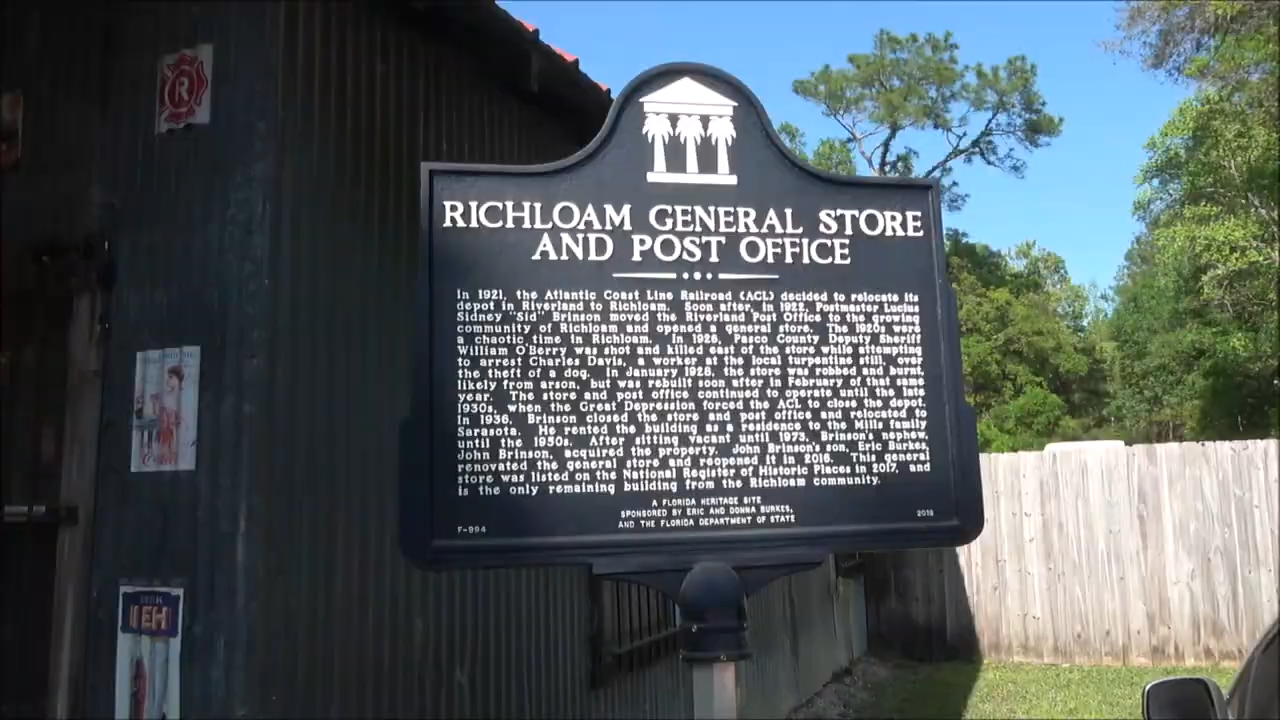 R
RICHLOAM GENERAL STORE
AND POST OFFICE
In 1921, the Atlantic Coast Line Railroad (ACL) decided to relocate its
depot in Riverland to Richloam. Soon after, in 1922, Postmaster Lucius
Sidney "Sid" Brinson moved the Riverland Post Office to the growing
community of Richloam and opened a general store. The 1920s were
a chaotic time in Richloam. In 1926, Pasco County Deputy Sheriff
William O'Berry was shot and killed east of the store while attempting
to arrest Charles Davis, a worker at the local turpentine still, over
the theft of a dog. In January 1928, the store was robbed and burnt,
likely from arson, but was rebuilt soon after in February of that same
year. The store and post office continued to operate until the late
1930s, when the Great Depression forced the ACL to close the depot.
In 1936, Brinson closed the store and post office and relocated to
Sarasota. He rented the building as a residence to the Mills family
until the 1950s. After sitting vacant until 1973, Brinson's nephew,
John Brinson, acquired the property. John Brinson's son, Eric Burkes,
renovated the general store and reopened it in 2016. This general
store was listed on the National Register of Historic Places in 2017, and
is the only remaining building from the Richloam community.
A FLORIDA HERITAGE SITE
SPONSORED BY ERIC AND DONNA BURKES,
AND THE FLORIDA DEPARTMENT OF STATE
F-994
2018